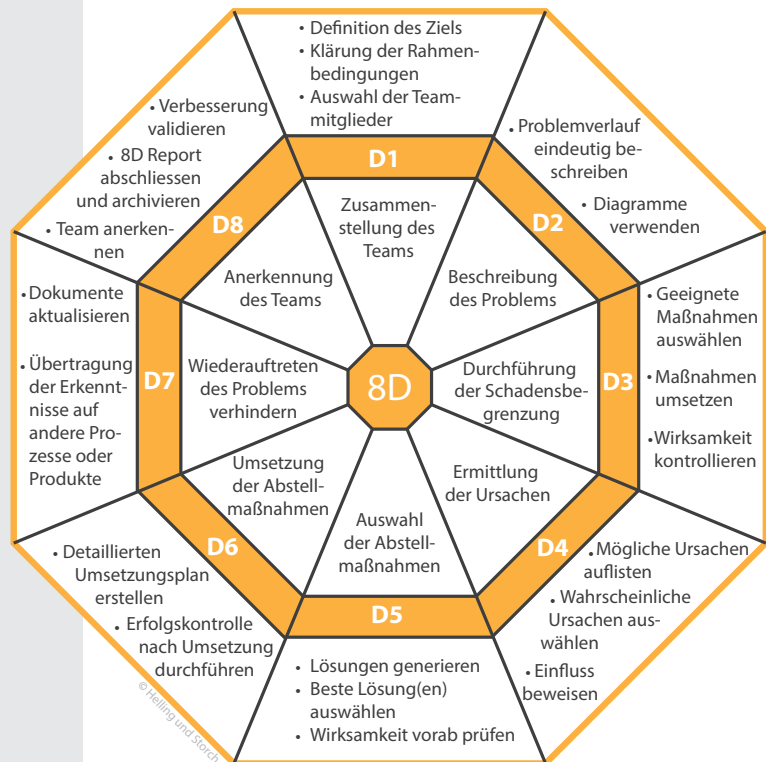 • Definition des Ziels
• Klärung der Rahmen-
bedingungen
• Auswahl der Team-
mitglieder
D1
Zusammen-
stellung des
Teams
• Problemverlauf
eindeutig be-
schreiben
• Diagramme
verwenden
D2
Beschreibung
des Problems
• Geeignete
Maßnahmen
auswählen
• Maßnahmen
umsetzen
• Wirksamkeit
kontrollieren
D3
Durchführung
der Schadensbe-
grenzung
• Mögliche Ursachen
auflisten
• Wahrscheinliche
Ursachen aus-
wählen
• Einfluss
beweisen
D4
Ermittlung
der Ursachen
• Lösungen generieren
• Beste Lösung(en)
auswählen
• Wirksamkeit vorab prüfen
D5
Auswahl
der Abstell-
maßnahmen
• Detaillierten
Umsetzungsplan
erstellen
• Erfolgskontrolle
nach Umsetzung
durchführen
D6
Umsetzung
der Abstell-
maßnahmen
• Dokumente
aktualisieren
• Übertragung
der Erkennt-
nisse auf
andere Pro-
zesse oder
Produkte
D7
Wiederauftreten
des Problems
verhindern
• Verbesserung
validieren
• 8D Report
abschliessen
und archivieren
• Team anerken-
nen
D8
Anerkennung
des Teams
8D
© Helling und Storch